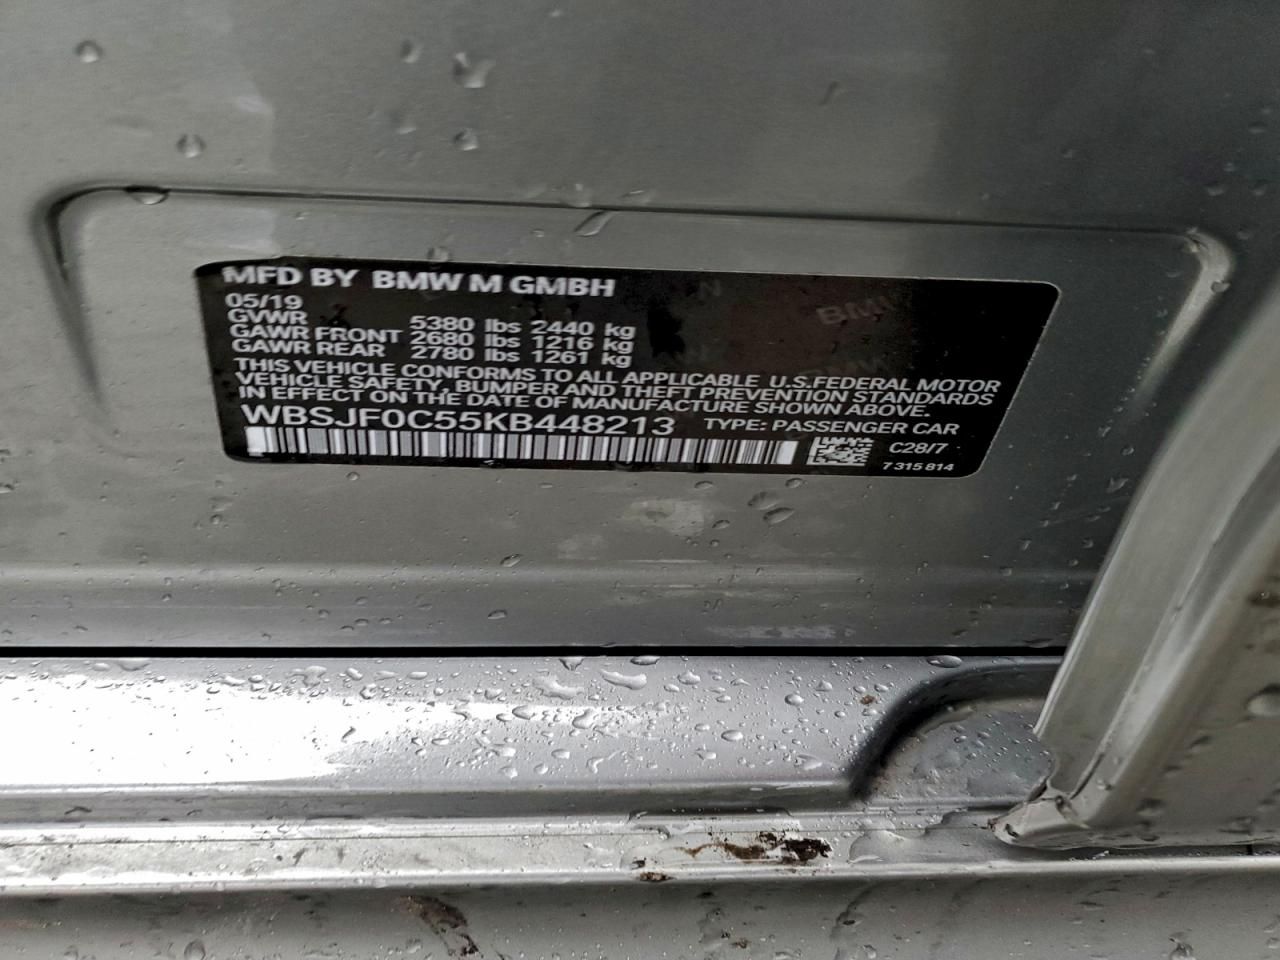 MFD BY BMW M GMBH
05/19
GVWR 5380 lbs 2440 kg
GAWR FRONT 2680 lbs 1216 kg
GAWR REAR 2780 lbs 1261 kg
THIS VEHICLE CONFORMS TO ALL APPLICABLE U.S.FEDERAL MOTOR
VEHICLE SAFETY, BUMPER AND THEFT PREVENTION STANDARDS
IN EFFECT ON THE DATE OF MANUFACTURE SHOWN ABOVE.
WBSJF0C55KB448213 TYPE: PASSENGER CAR
C28/7
7 315 814